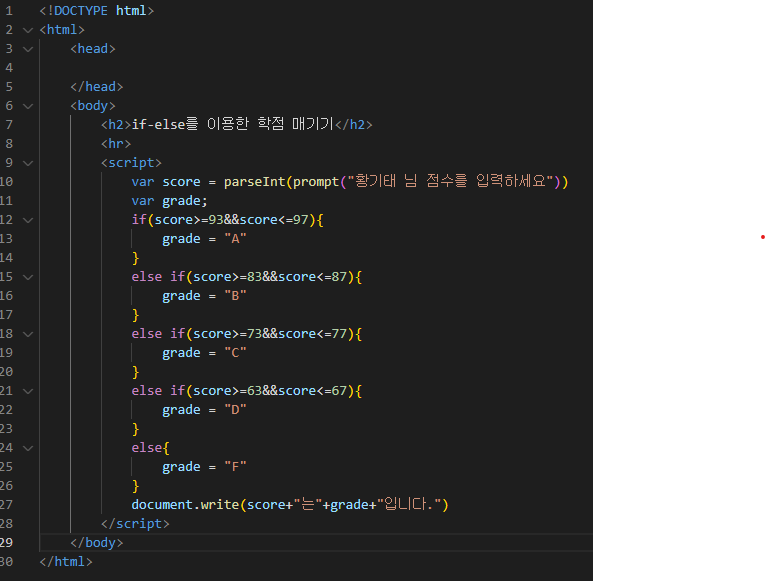 1 <!DOCTYPE html>
2 <html>
3 <head>
4
5 </head>
6 <body>
7 <h2>if-else를 이용한 학점 매기기</h2>
8 <hr>
9 <script>
10 var score = parseInt(prompt("황기태 님 점수를 입력하세요"))
11 var grade;
12 if(score>=93&&score<=97){
13 grade = "A"
14 }
15 else if(score>=83&&score<=87){
16 grade = "B"
17 }
18 else if(score>=73&&score<=77){
19 grade = "C"
20 }
21 else if(score>=63&&score<=67){
22 grade = "D"
23 }
24 else{
25 grade = "F"
26 }
27 document.write(score+"는"+grade+"입니다.")
28 </script>
29 </body>
30 </html>